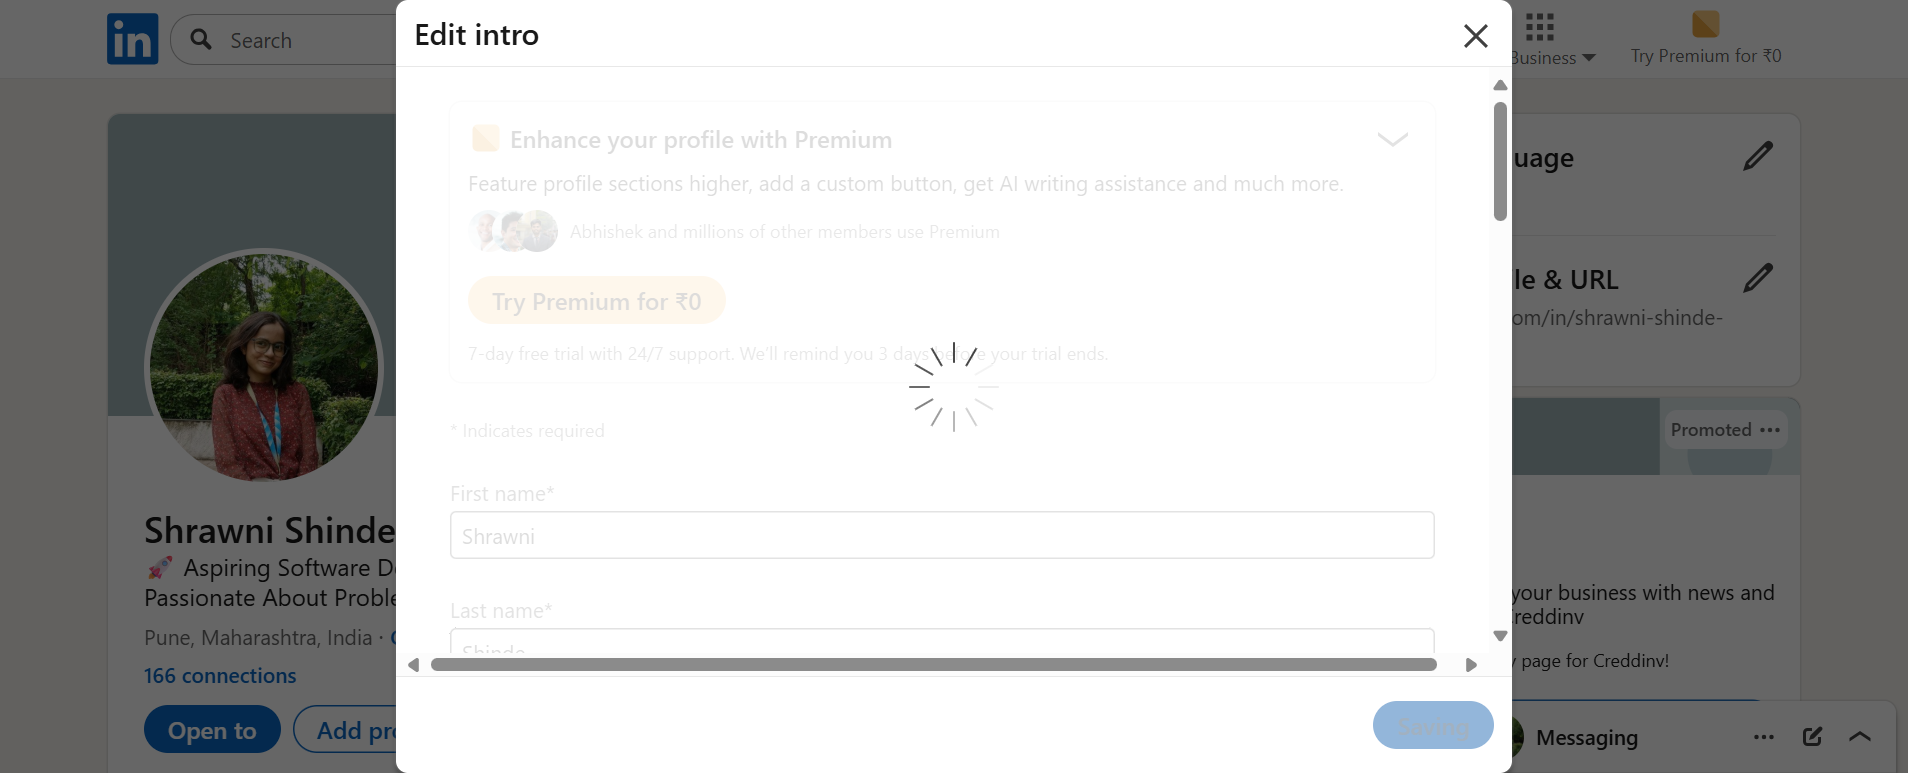 in
Search
Business
Try Premium for ₹0
Edit intro
Enhance your profile with Premium
Feature profile sections higher, add a custom button, get AI writing assistance and much more.
Abhishek and millions of other members use Premium
Try Premium for ₹0
7-day free trial with 24/7 support. We'll remind you 3 days before your trial ends.
* Indicates required
First name*
Shrawni
Last name*
Shinde
Saving
Shrawni Shinde
🚀 Aspiring Software D
Passionate About Proble
Pune, Maharashtra, India ·
166 connections
Open to
Add pr
uage
le & URL
om/in/shrawni-shinde-
Promoted
your business with news and
reddinv
page for Creddinv!
Messaging